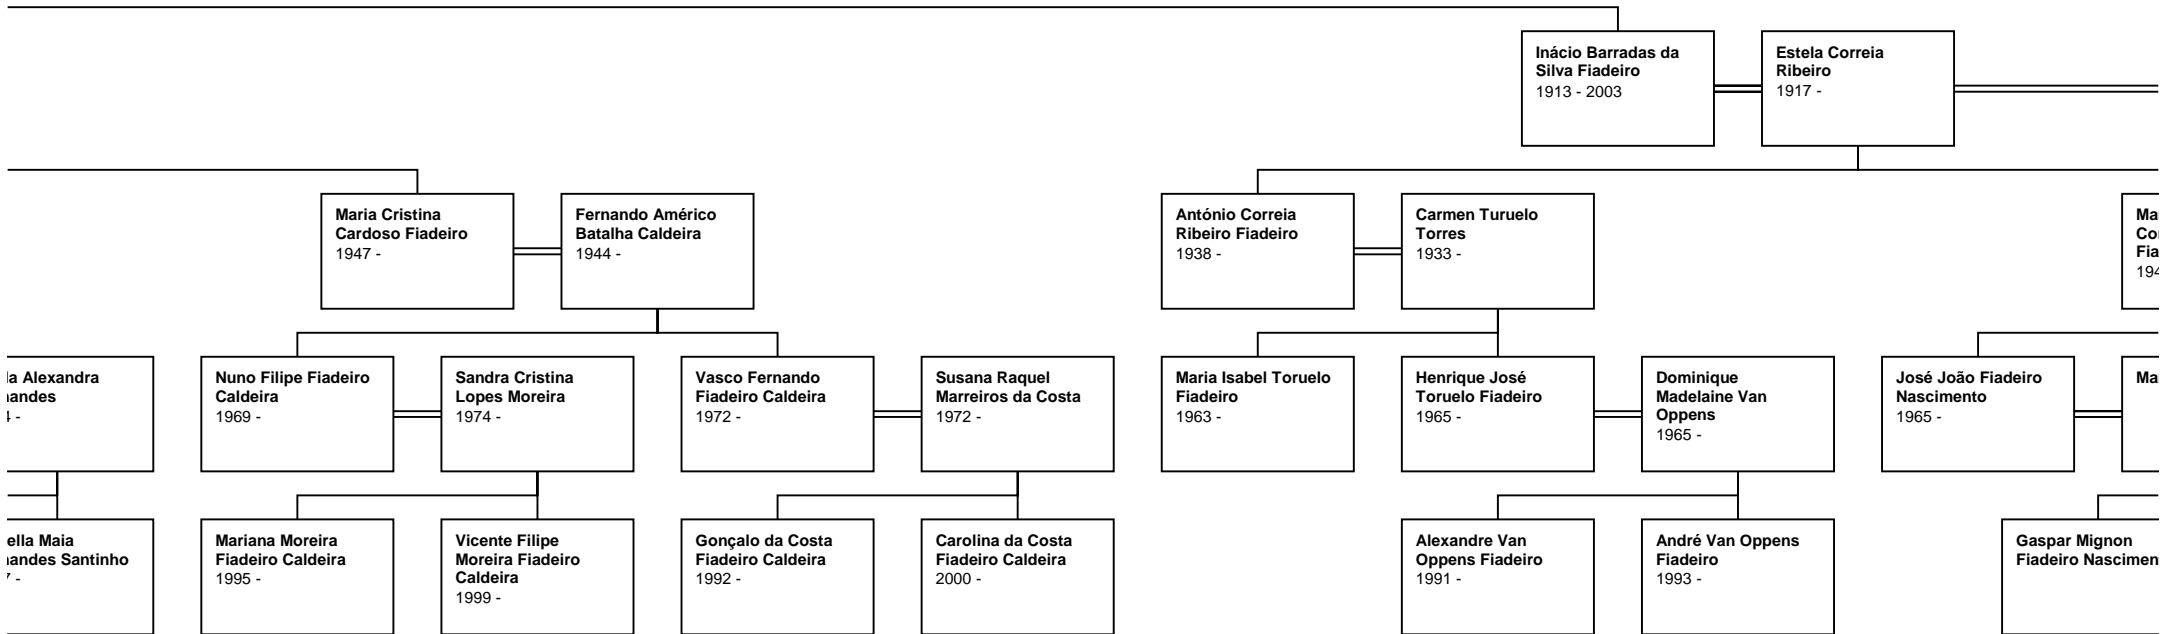 Inácio Barradas da
Silva Fiadeiro
1913 - 2003
Estela Correia
Ribeiro
1917 -
Maria Cristina
Cardoso Fiadeiro
1947 -
Fernando Américo
Batalha Caldeira
1944 -
António Correia
Ribeiro Fiadeiro
1938 -
Carmen Turuelo
Torres
1933 -
Alexandra
Nuno Filipe Fiadeiro
Caldeira
1969 -
Sandra Cristina
Lopes Moreira
1974 -
Vasco Fernando
Fiadeiro Caldeira
1972 -
Susana Raquel
Marreiros da Costa
1972 -
Maria Isabel Toruelo
Fiadeiro
1963 -
Henrique José
Toruelo Fiadeiro
1965 -
Dominique
Madelaine Van
Oppens
1965 -
José João Fiadeiro
Nascimento
1965 -
Maia
Santinho
Mariana Moreira
Fiadeiro Caldeira
1995 -
Vicente Filipe
Moreira Fiadeiro
Caldeira
1999 -
Gonçalo da Costa
Fiadeiro Caldeira
1992 -
Carolina da Costa
Fiadeiro Caldeira
2000 -
Alexandre Van
Oppens Fiadeiro
1991 -
André Van Oppens
Fiadeiro
1993 -
Gaspar Mignon
Fiadeiro